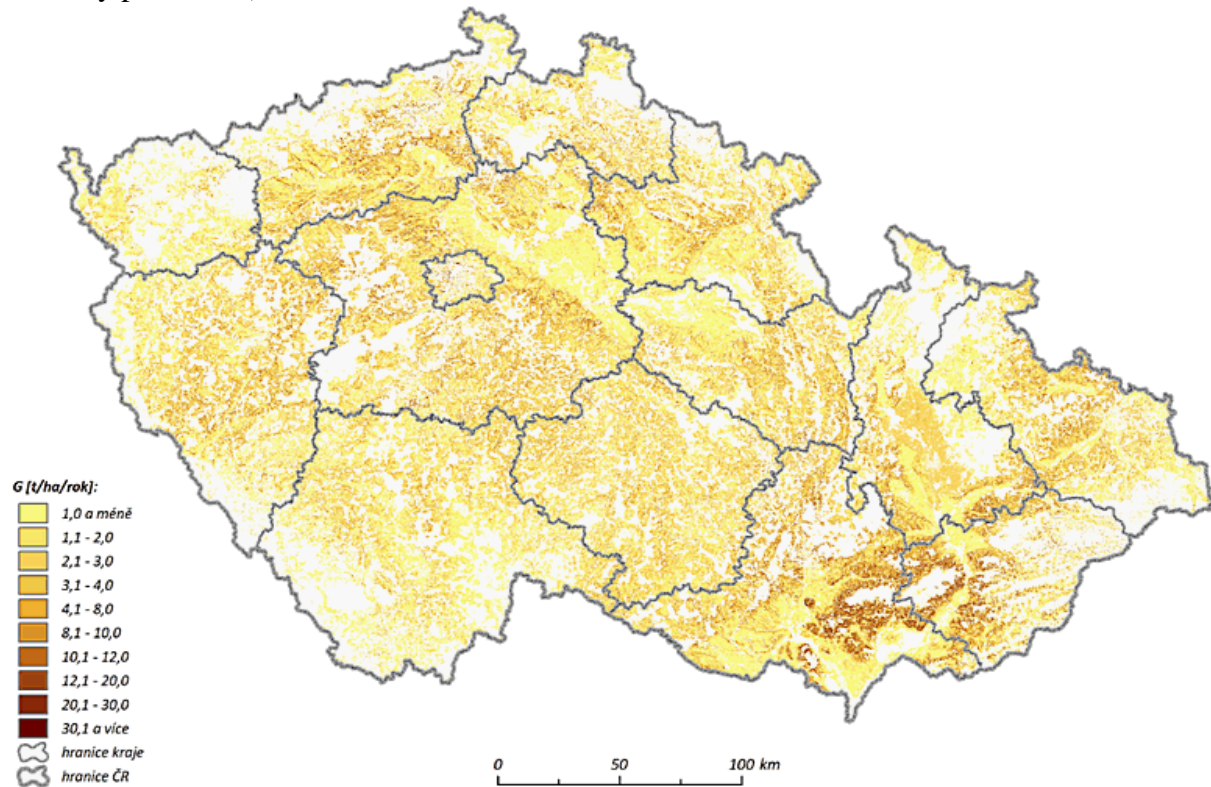 G [t/ha/rok]:
1,0 a méně
1,1 - 2,0
2,1 - 3,0
3,1 - 4,0
4,1 - 8,0
8,1 - 10,0
10,1 - 12,0
12,1 - 20,0
20,1 - 30,0
30,1 a více
hranice kraje
hranice ČR
0 50 100 km